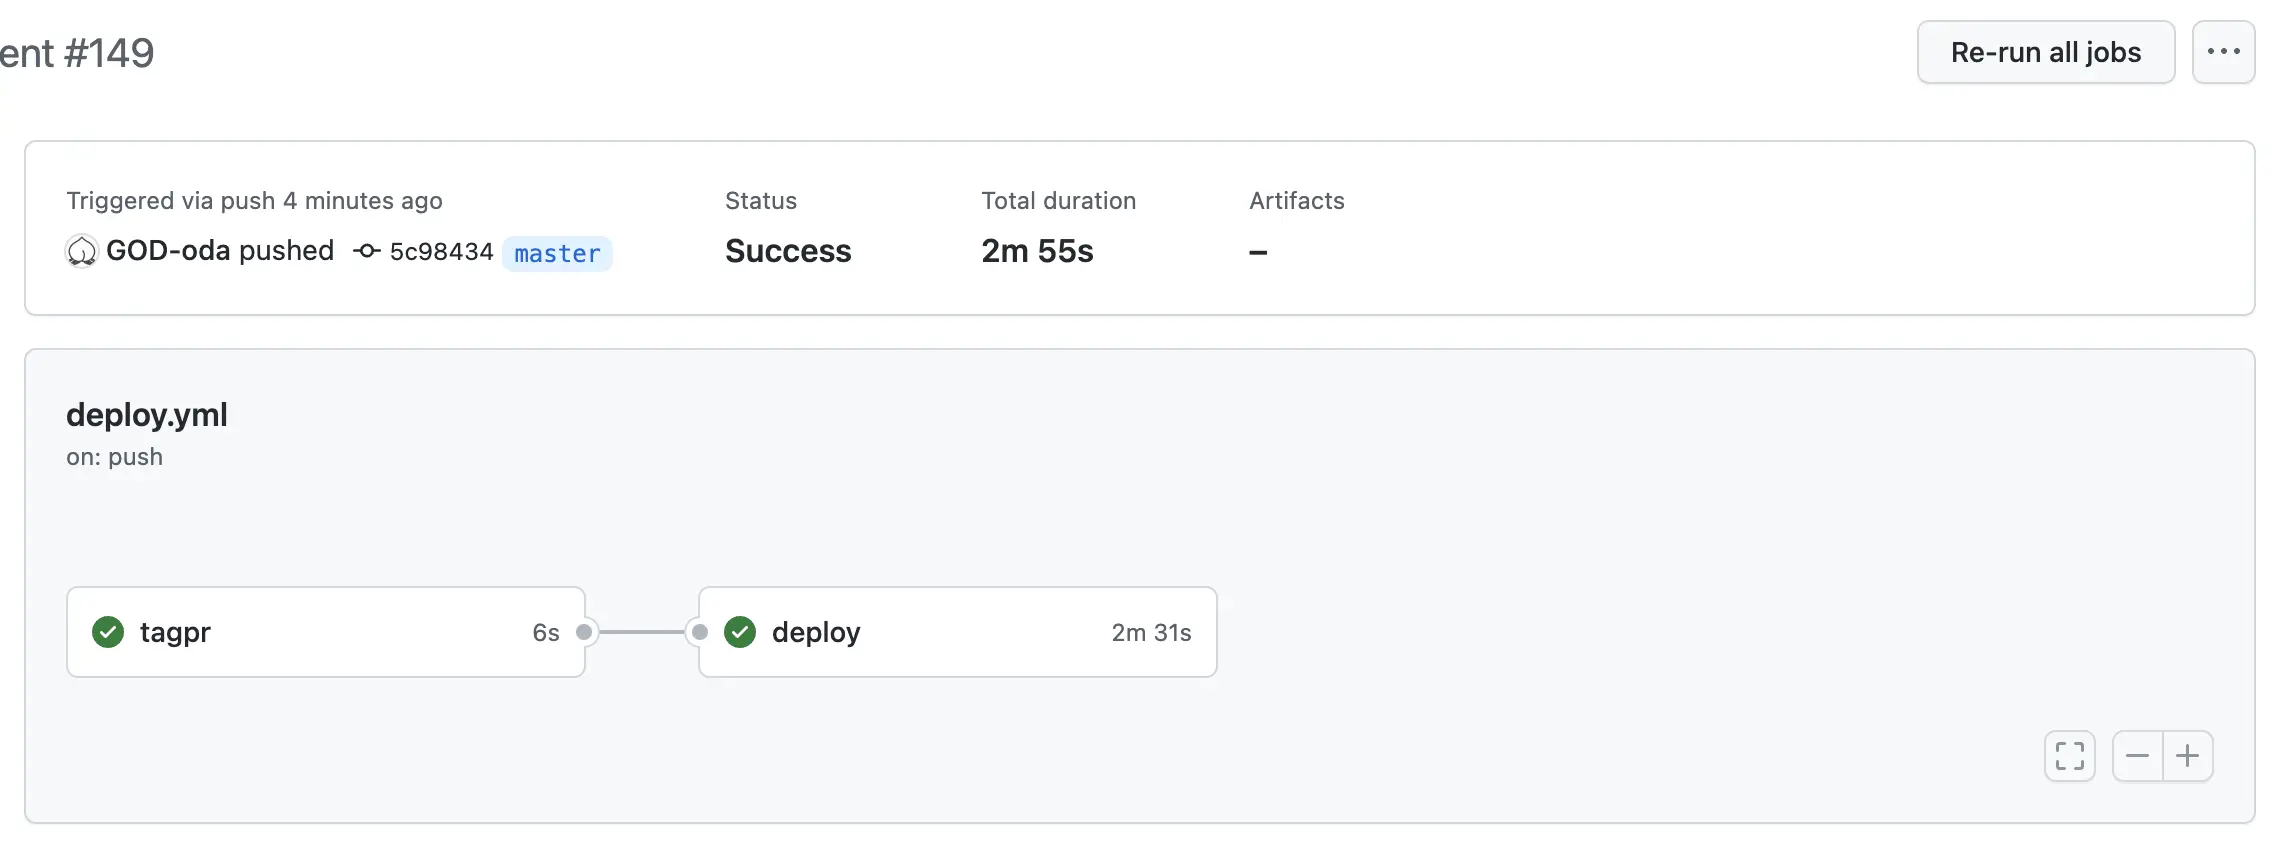 ent #149
Re-run all jobs
Triggered via push 4 minutes ago
GOD-oda pushed 5c98434 master
Status
Success
Total duration
2m 55s
Artifacts
–
deploy.yml
on: push
tagpr 6s
deploy 2m 31s